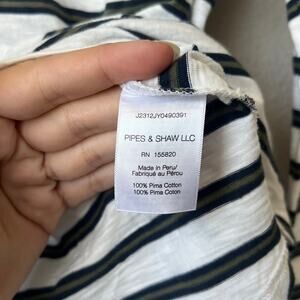 J2312JY0490391
PIPES & SHAW LLC
RN 155820
Made in Peru/
Fabriqué au Pérou
100% Pima Cotton
100% Pima Coton